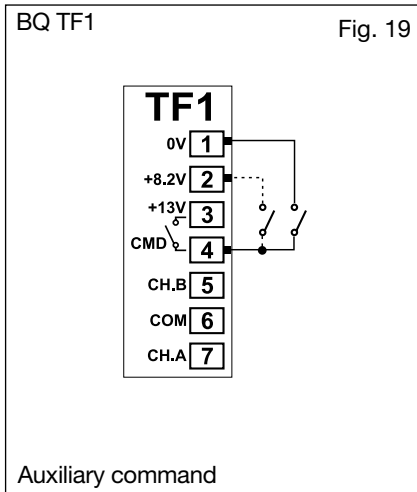 BQ TF1
Fig. 19
TF1
0V 1
+8.2V 2
+13V 3
CMD 4
CH.B 5
COM 6
CH.A 7
Auxiliary command